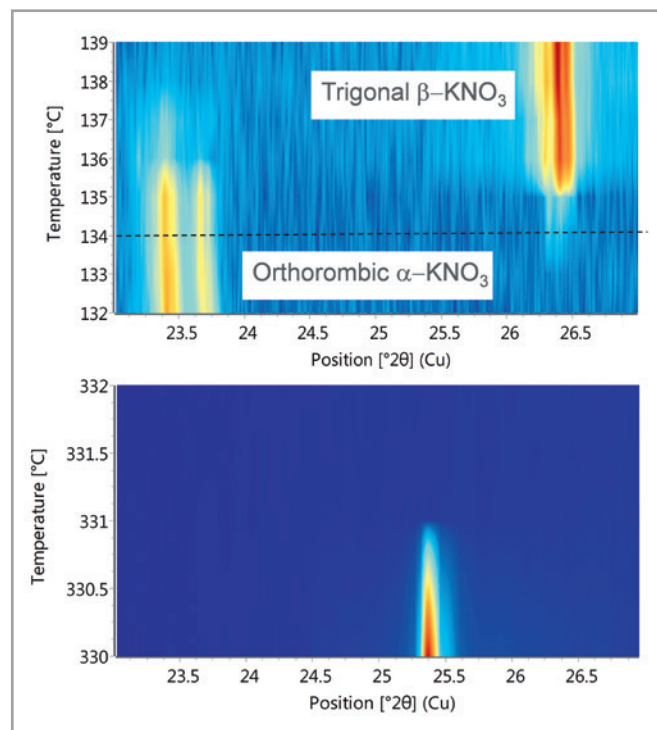 139
138
137
136
135
134
133
132
Temperature [°C]
Trigonal β–KNO₃
Orthorombic α–KNO₃
23.5 24 24.5 25 25.5 26 26.5
Position [°2θ] (Cu)
332
331.5
331
330.5
330
Temperature [°C]
23.5 24 24.5 25 25.5 26 26.5
Position [°2θ] (Cu)